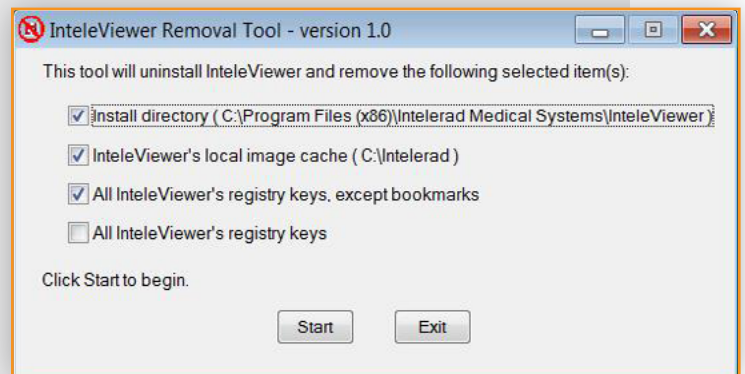 InteleViewer Removal Tool - version 1.0
This tool will uninstall InteleViewer and remove the following selected item(s):
Install directory ( C:\Program Files (x86)\Intelerad Medical Systems\InteleViewer )
InteleViewer's local image cache ( C:\Intelerad )
All InteleViewer's registry keys, except bookmarks
All InteleViewer's registry keys
Click Start to begin.
Start Exit